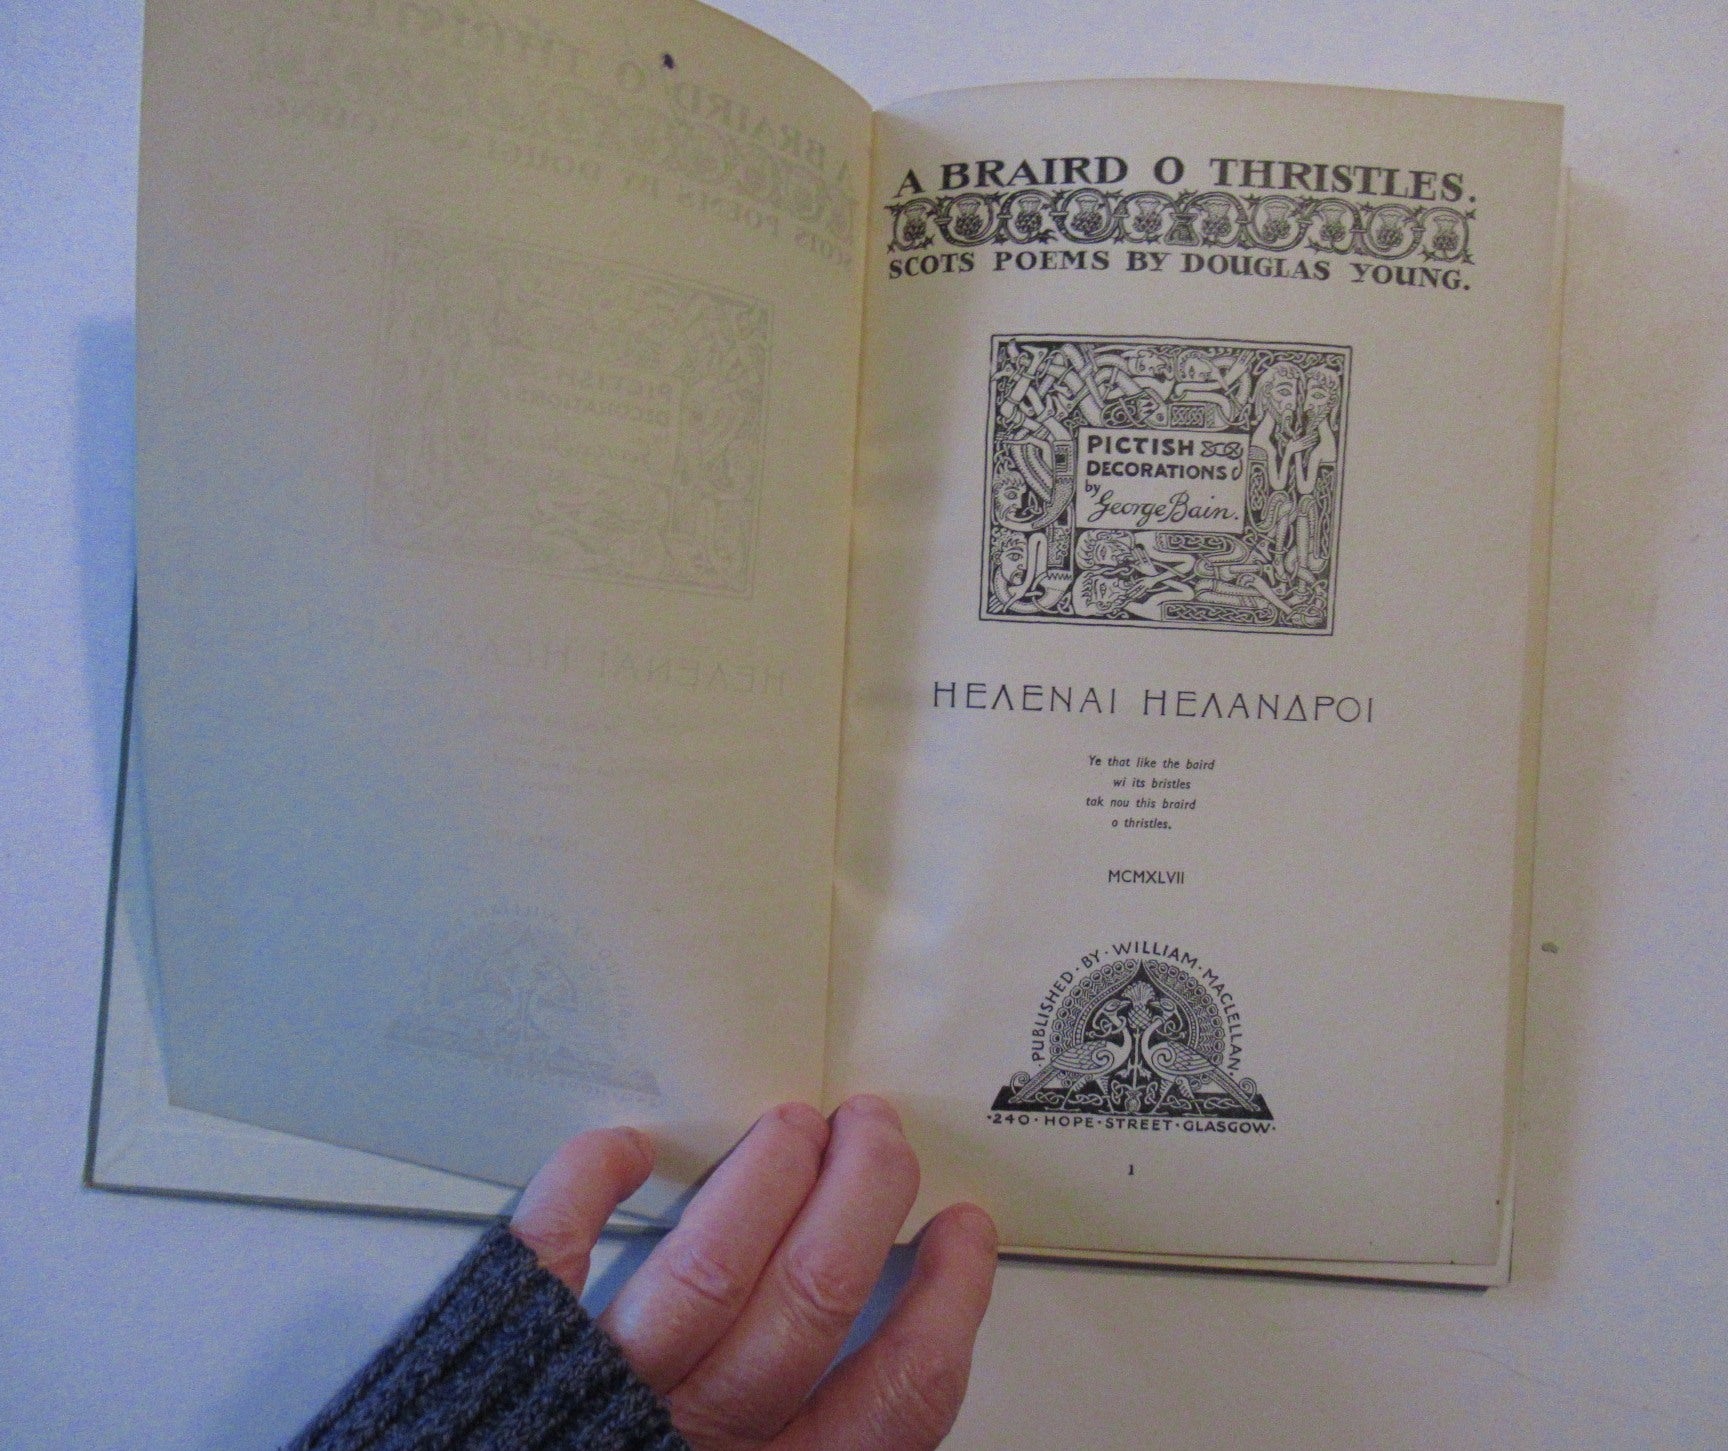 A BRAIRD O THRISTLES.
SCOTS POEMS BY DOUGLAS YOUNG.
PICTISH
DECORATIONS
by
George Bain.
ΗΕΛΕΝΑΙ ΗΕΛΑΝΔΡΟΙ
Ye that like the baird
wi its bristles
tak nou this braird
o thristles.
MCMXLVII
·PUBLISHED·BY·WILLIAM·MACLELLAN·
·240·HOPE·STREET·GLASGOW·
1